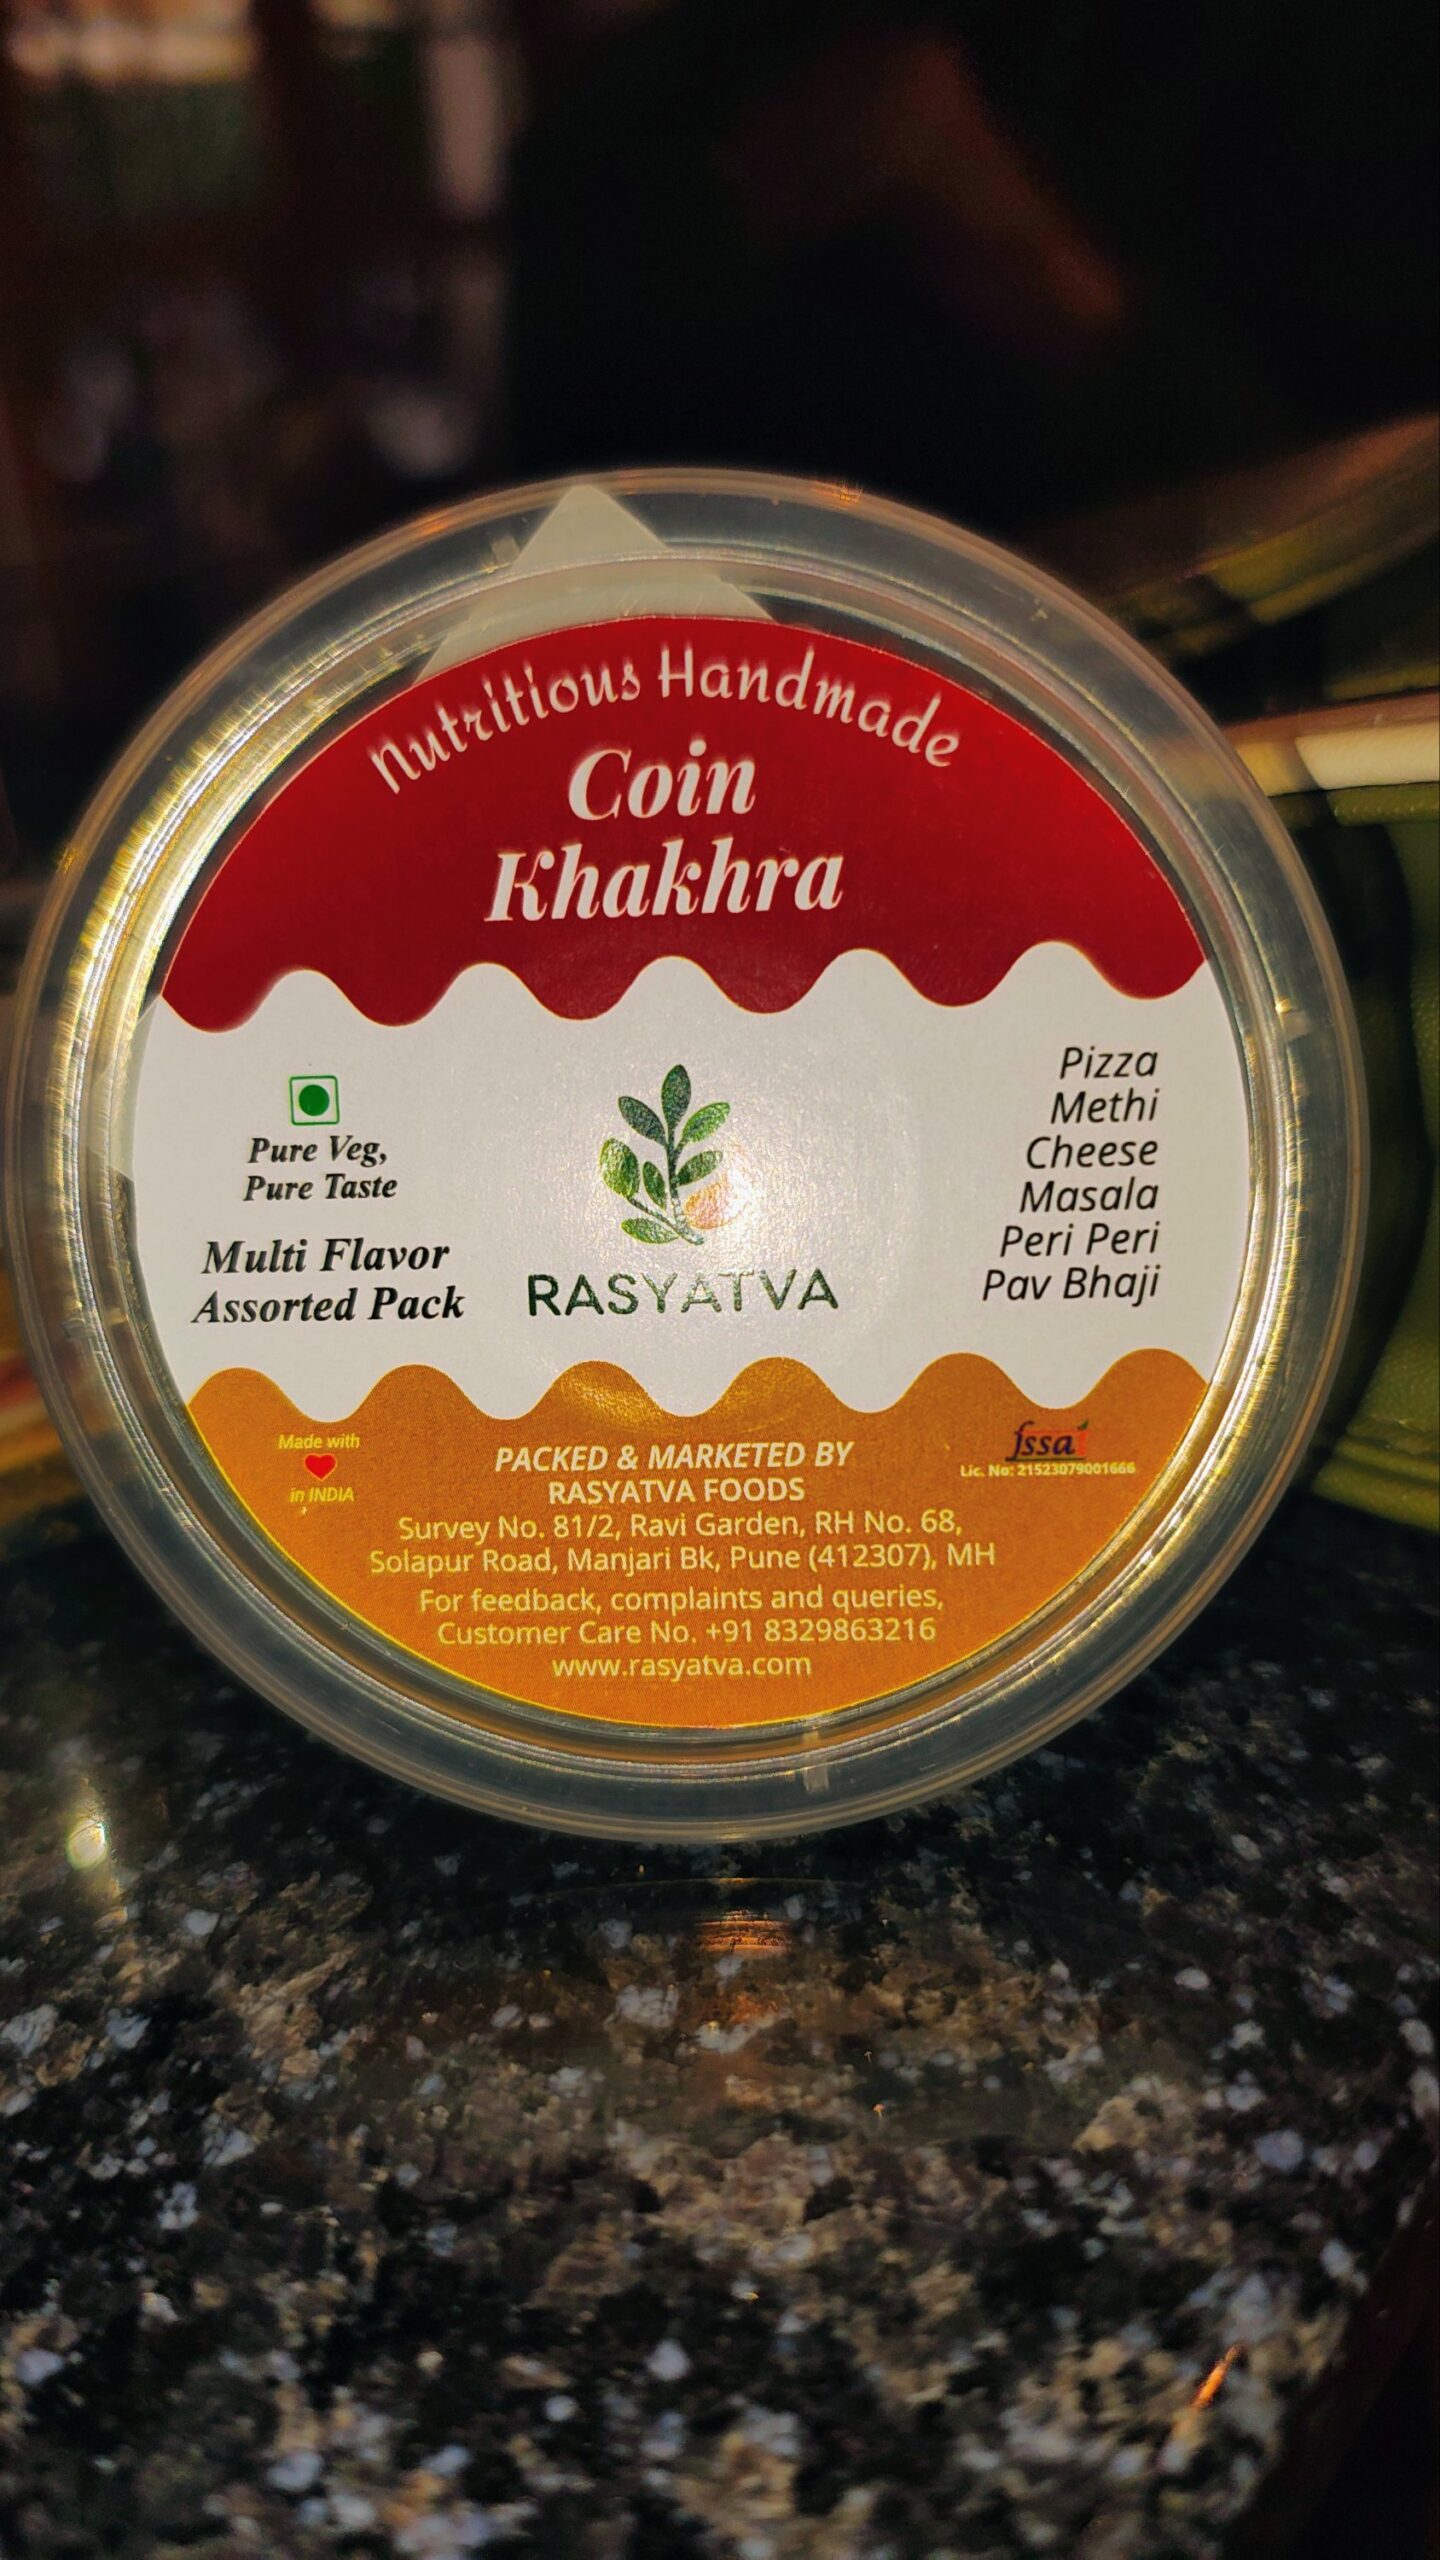 Nutritious Handmade
Coin
Khakhra
Pure Veg,
Pure Taste
Multi Flavor
Assorted Pack
RASYATVA
Pizza
Methi
Cheese
Masala
Peri Peri
Pav Bhaji
Made with
in INDIA
PACKED & MARKETED BY
RASYATVA FOODS
Survey No. 81/2, Ravi Garden, RH No. 68,
Solapur Road, Manjari Bk, Pune (412307), MH
For feedback, complaints and queries,
Customer Care No. +91 8329863216
www.rasyatva.com
fssai
Lic. No: 21523079001666